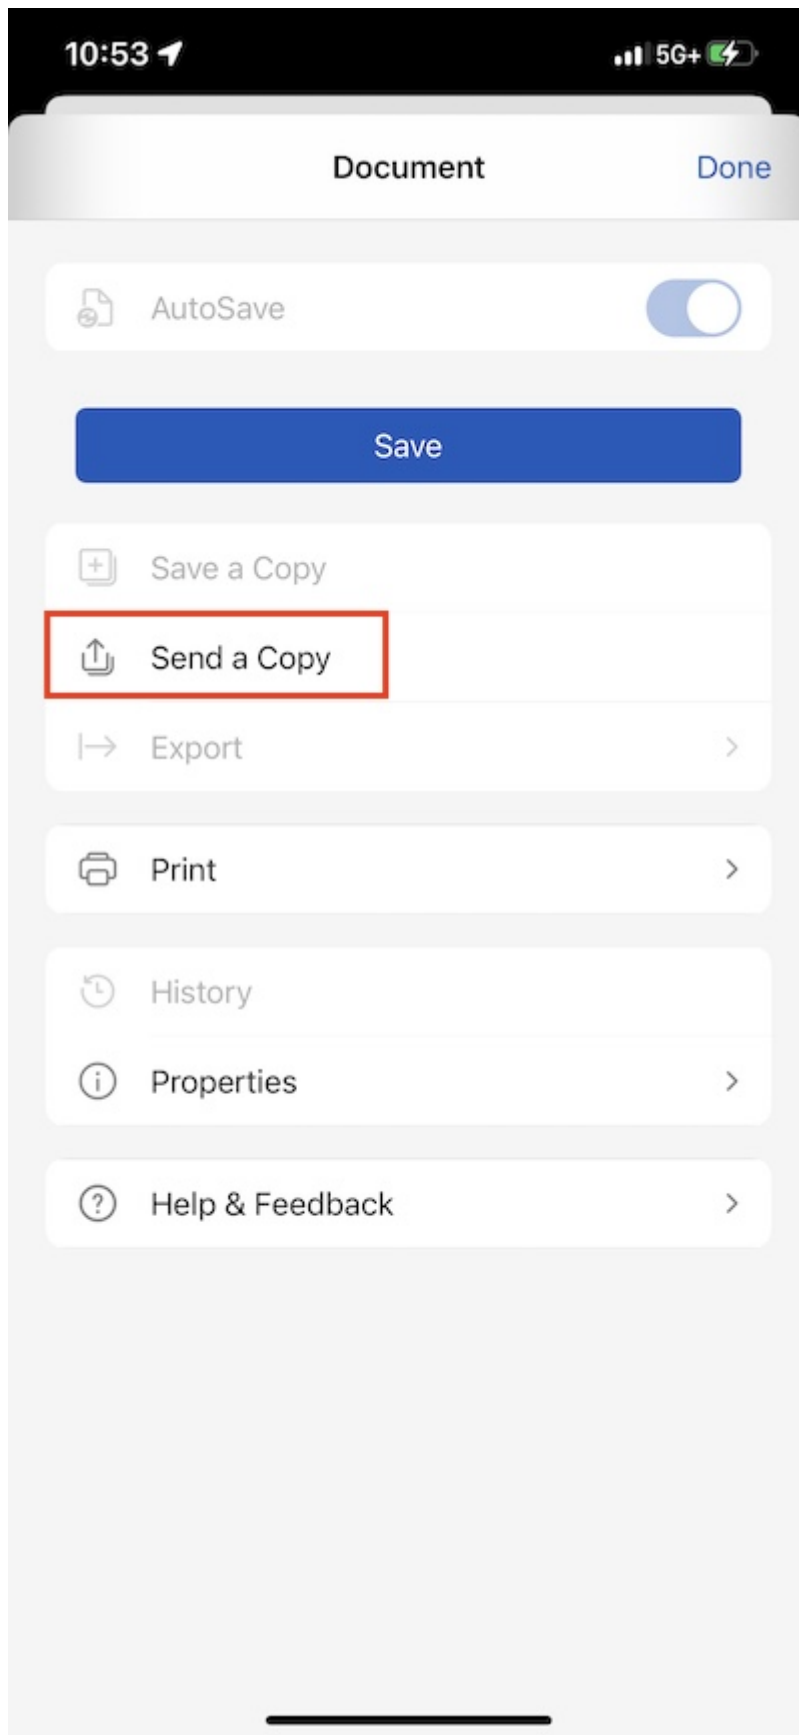 10:53 5G+
Document Done
AutoSave
Save
Save a Copy
Send a Copy
Export
Print
History
Properties
Help & Feedback